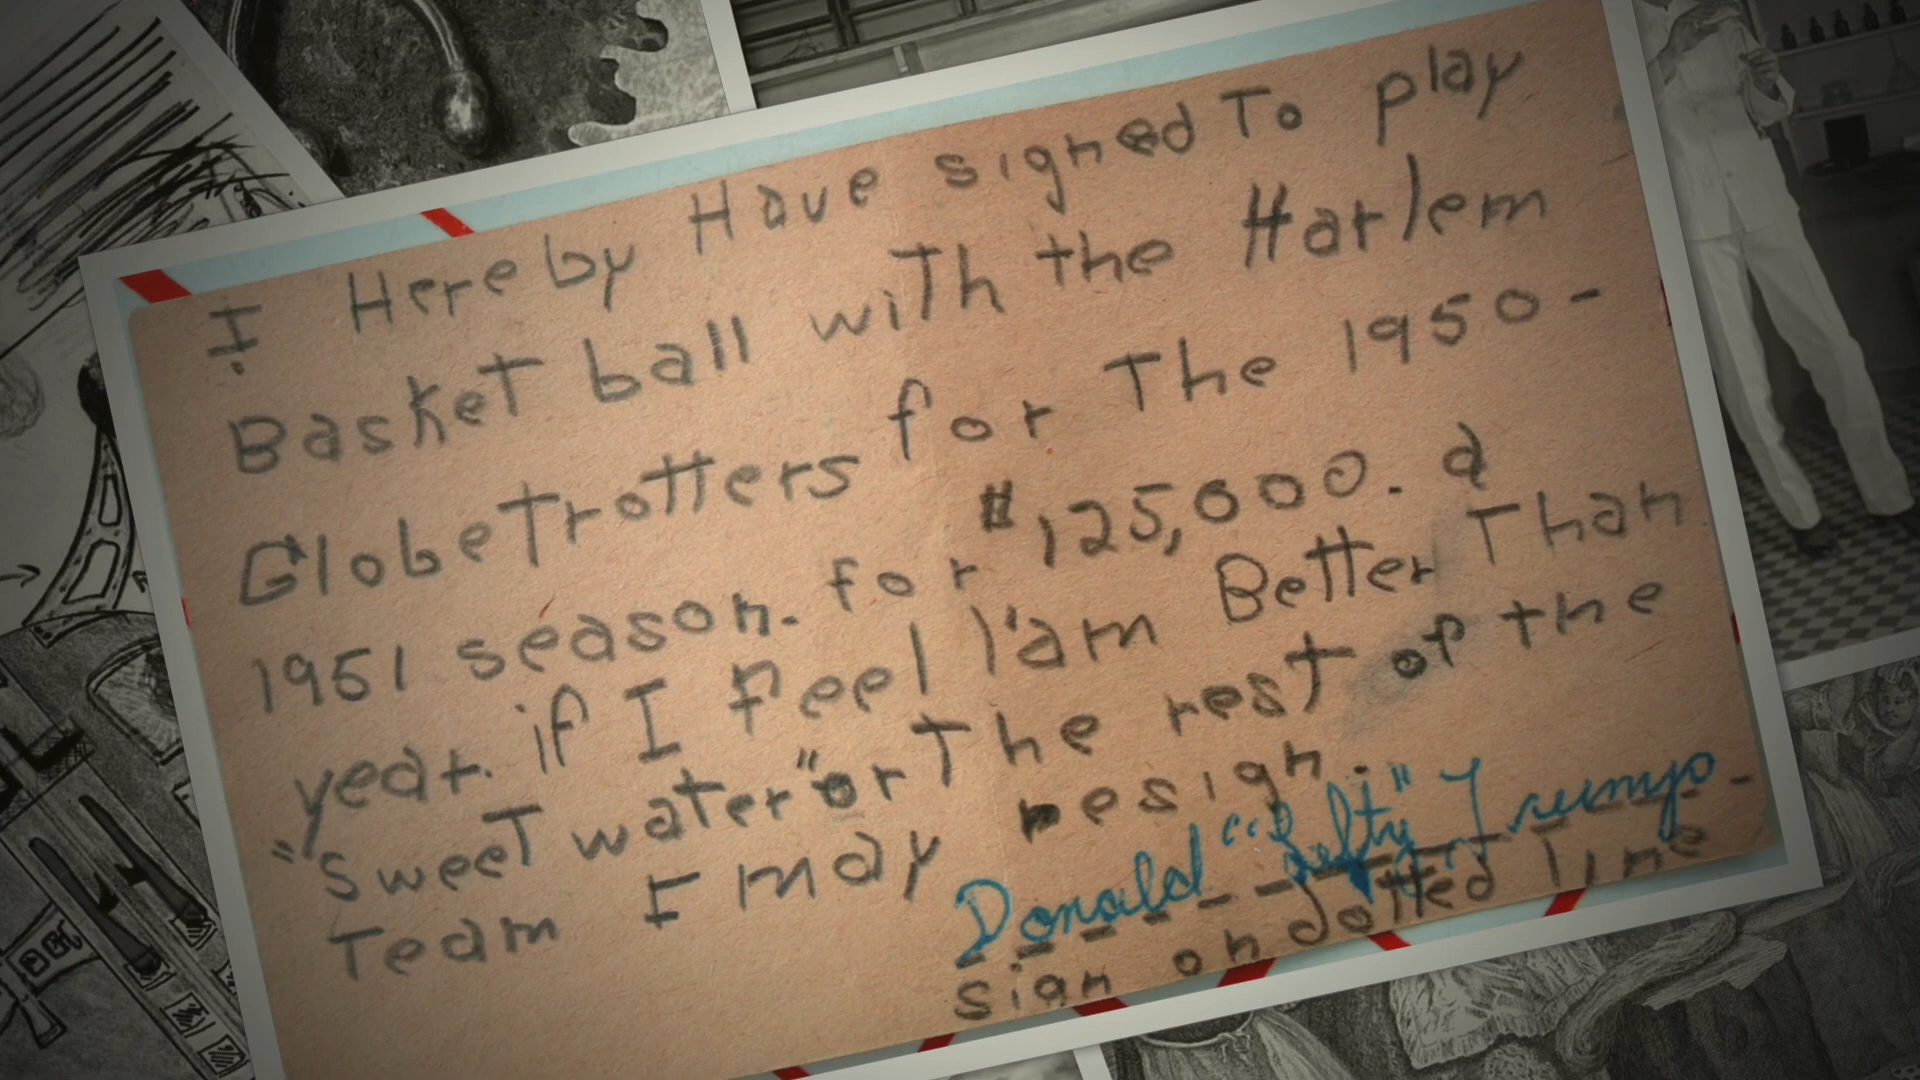 I Hereby Have signed To play
Basket ball wiTh the Harlem
GlobeTrotters for The 1950-
1951 season. for $125,000. a
year. if I feel I'am Better Than
"SweeT water" or The rest of the
Team I may resign.
Donald "Lefty" Trump
sign on dotted line